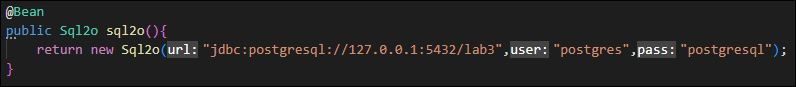 @Bean
public Sql2o sql2o(){
return new Sql2o(url: "jdbc:postgresql://127.0.0.1:5432/lab3",user: "postgres",pass: "postgresql");
}